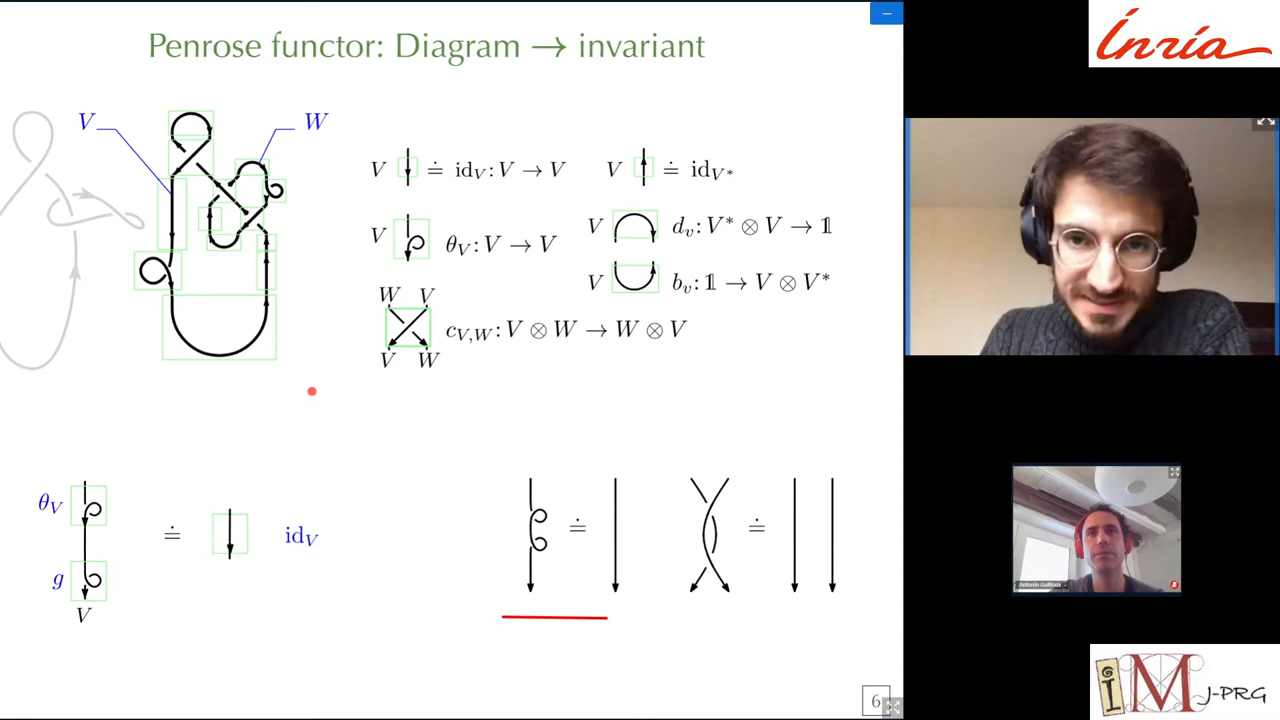 Penrose functor: Diagram → invariant
V
W
V ≐ id_V : V → V
V ≐ id_{V*}
V θ_V : V → V
V d_v : V* ⊗ V → 𝟙
V b_v : 𝟙 → V ⊗ V*
W V
c_{V,W} : V ⊗ W → W ⊗ V
V W
θ_V
≐
id_V
g
V
≐
≐
6
Inria
Antonin Guilloux
IMJ-PRG